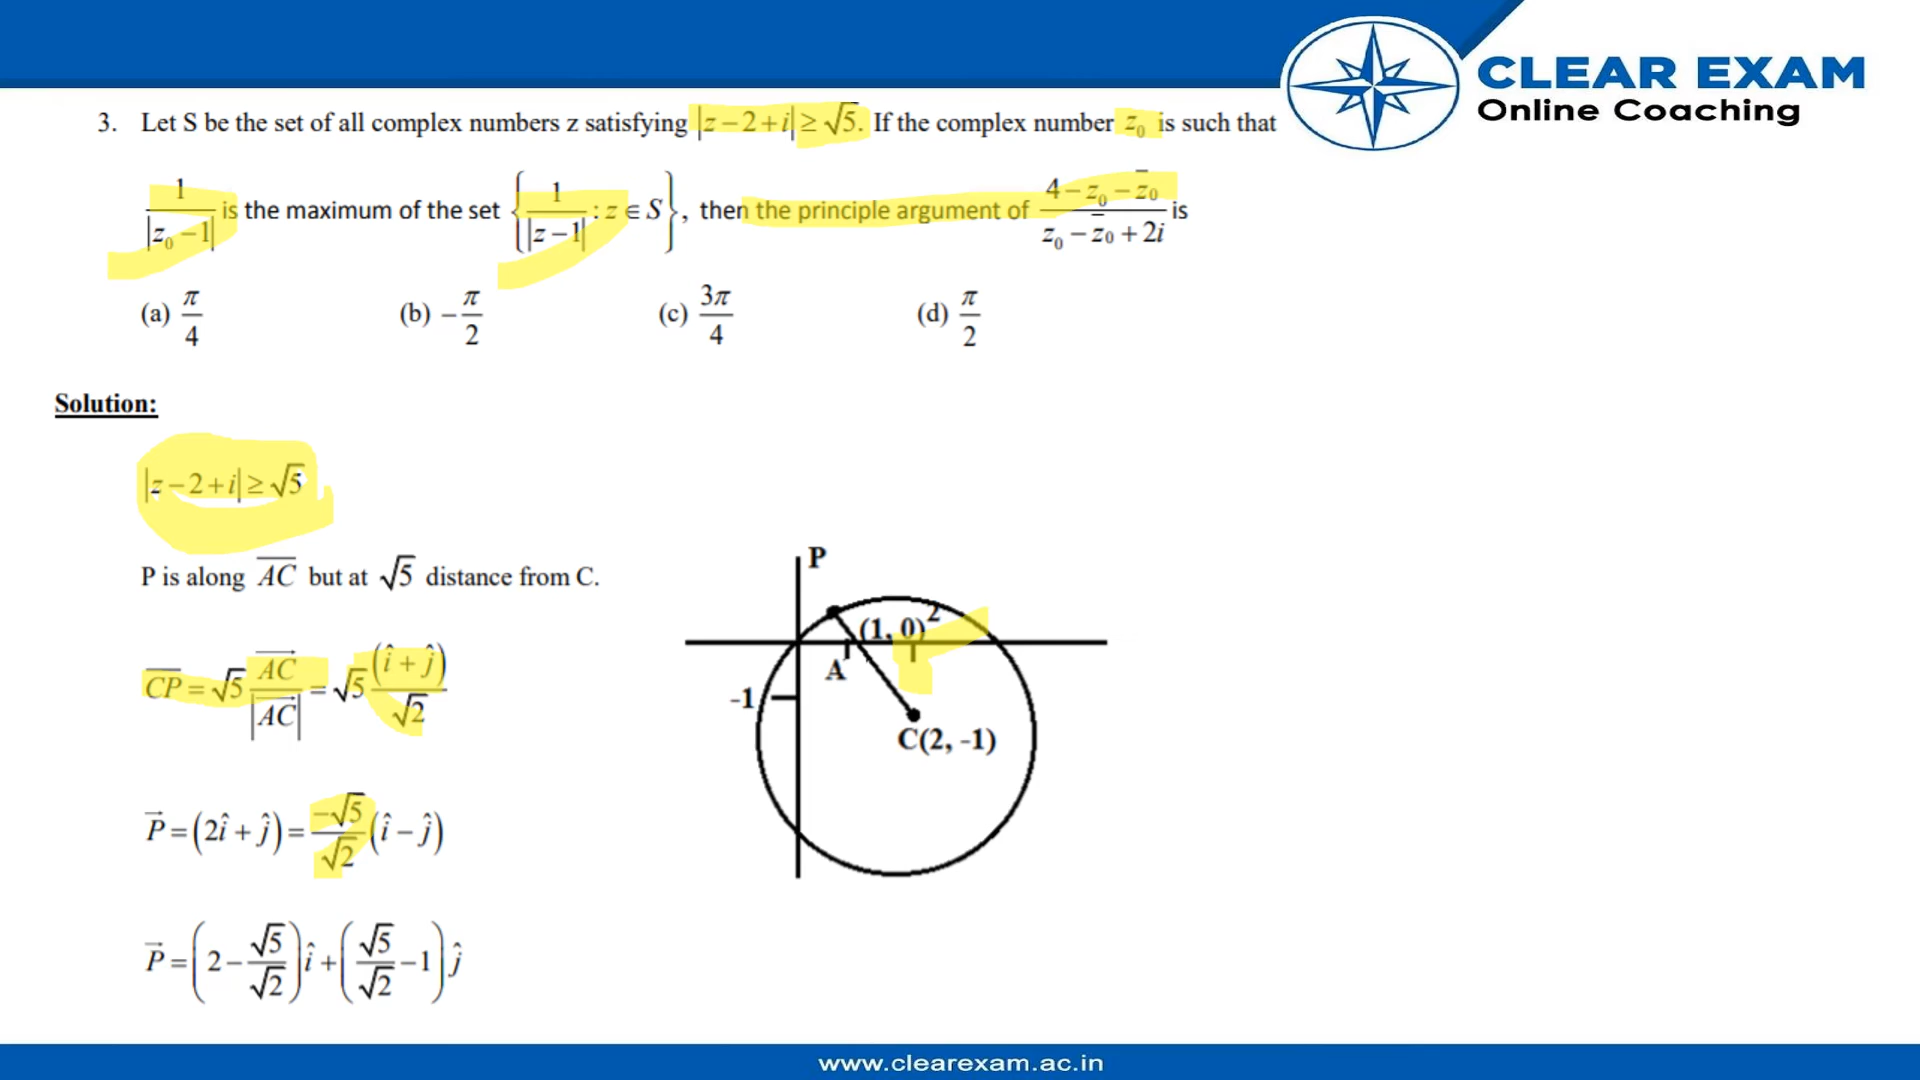 CLEAR EXAM
Online Coaching
3. Let S be the set of all complex numbers z satisfying |z − 2 + i| ≥ √5. If the complex number z₀ is such that
1/|z₀ − 1| is the maximum of the set {1/|z − 1| : z ∈ S}, then the principle argument of (4 − z₀ − z̅₀)/(z₀ − z̅₀ + 2i) is
(a) π/4 (b) −π/2 (c) 3π/4 (d) π/2
Solution:
|z − 2 + i| ≥ √5
P is along A̅C̅ but at √5 distance from C.
C̅P̅ = √5 AC/|AC| = √5 (î + ĵ)/√2
P⃗ = (2î + ĵ) = −√5/√2 (î − ĵ)
P⃗ = (2 − √5/√2) î + (√5/√2 − 1) ĵ
P
(1, 0) 2
A
-1
C(2, -1)
www.clearexam.ac.in